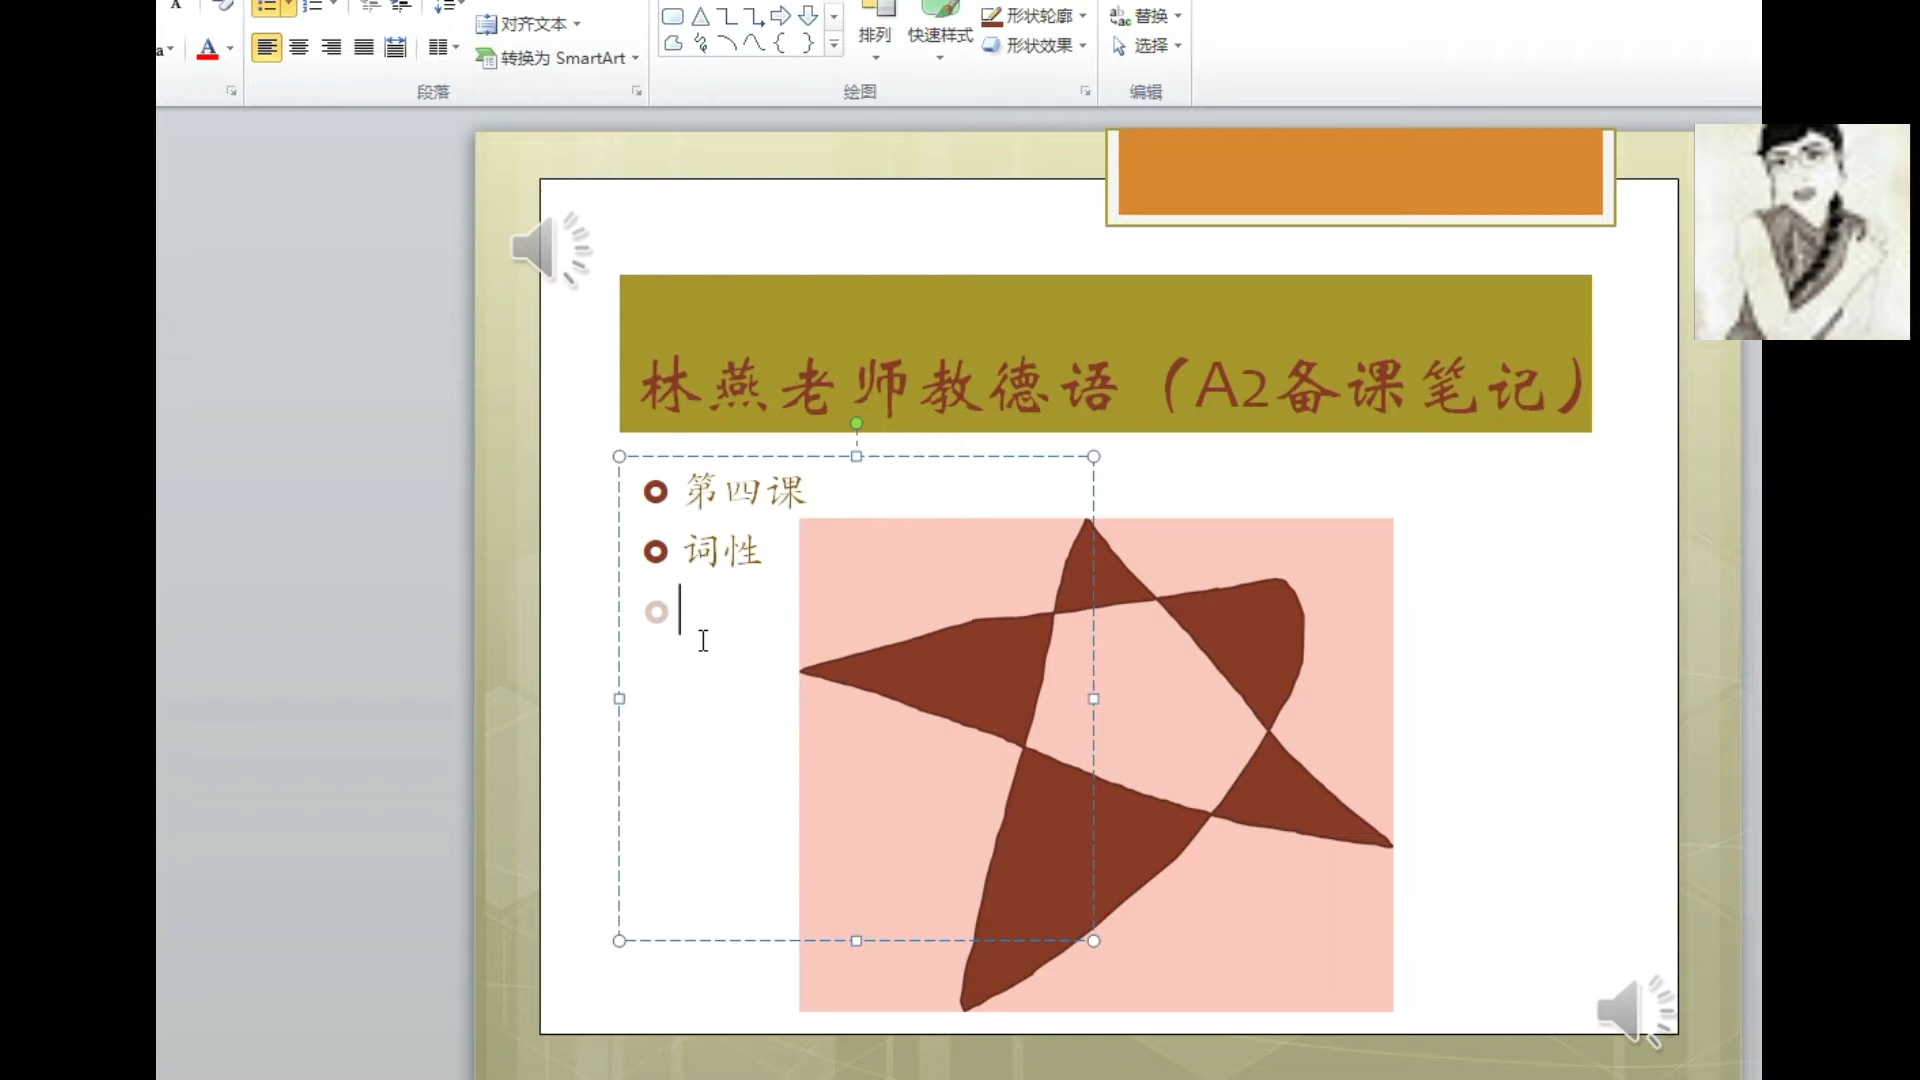 A
对齐文本
替换
形状轮廓
a A
排列 快速样式
形状效果
选择
转换为 SmartArt
段落
绘图
编辑
林燕老师教德语（A2备课笔记）
第四课
词性